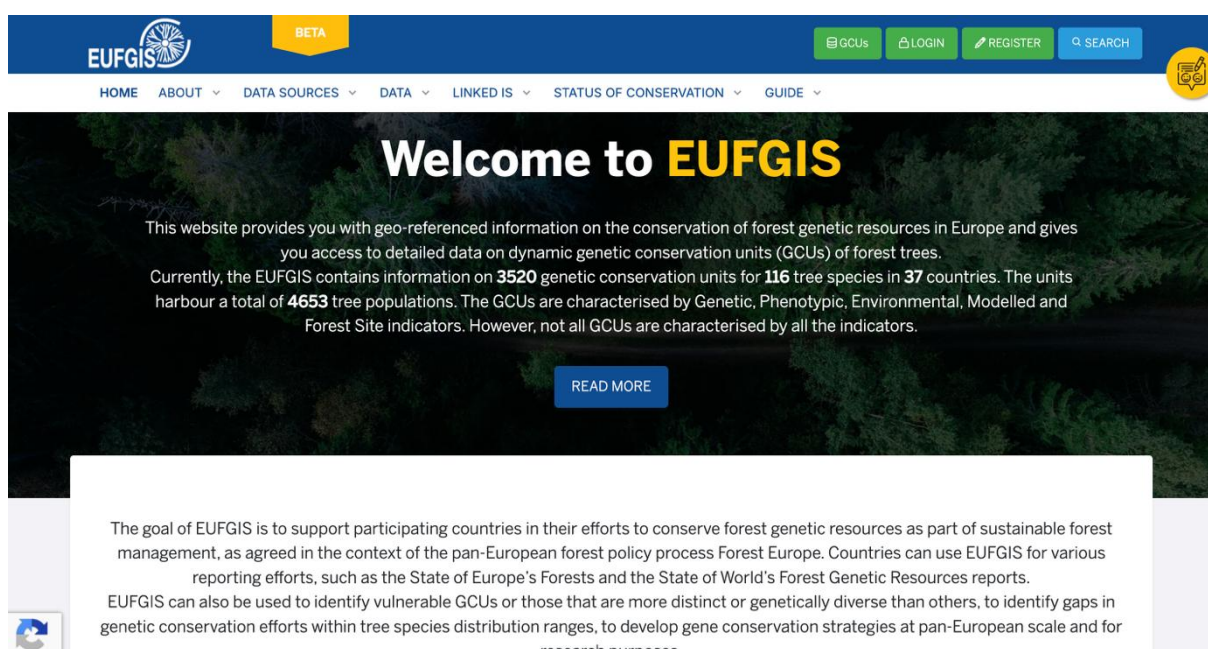 EUFGIS
BETA
GCUs LOGIN REGISTER SEARCH
HOME ABOUT DATA SOURCES DATA LINKED IS STATUS OF CONSERVATION GUIDE
Welcome to EUFGIS
This website provides you with geo-referenced information on the conservation of forest genetic resources in Europe and gives
you access to detailed data on dynamic genetic conservation units (GCUs) of forest trees.
Currently, the EUFGIS contains information on 3520 genetic conservation units for 116 tree species in 37 countries. The units
harbour a total of 4653 tree populations. The GCUs are characterised by Genetic, Phenotypic, Environmental, Modelled and
Forest Site indicators. However, not all GCUs are characterised by all the indicators.
READ MORE
The goal of EUFGIS is to support participating countries in their efforts to conserve forest genetic resources as part of sustainable forest
management, as agreed in the context of the pan-European forest policy process Forest Europe. Countries can use EUFGIS for various
reporting efforts, such as the State of Europe's Forests and the State of World's Forest Genetic Resources reports.
EUFGIS can also be used to identify vulnerable GCUs or those that are more distinct or genetically diverse than others, to identify gaps in
genetic conservation efforts within tree species distribution ranges, to develop gene conservation strategies at pan-European scale and for
research purposes